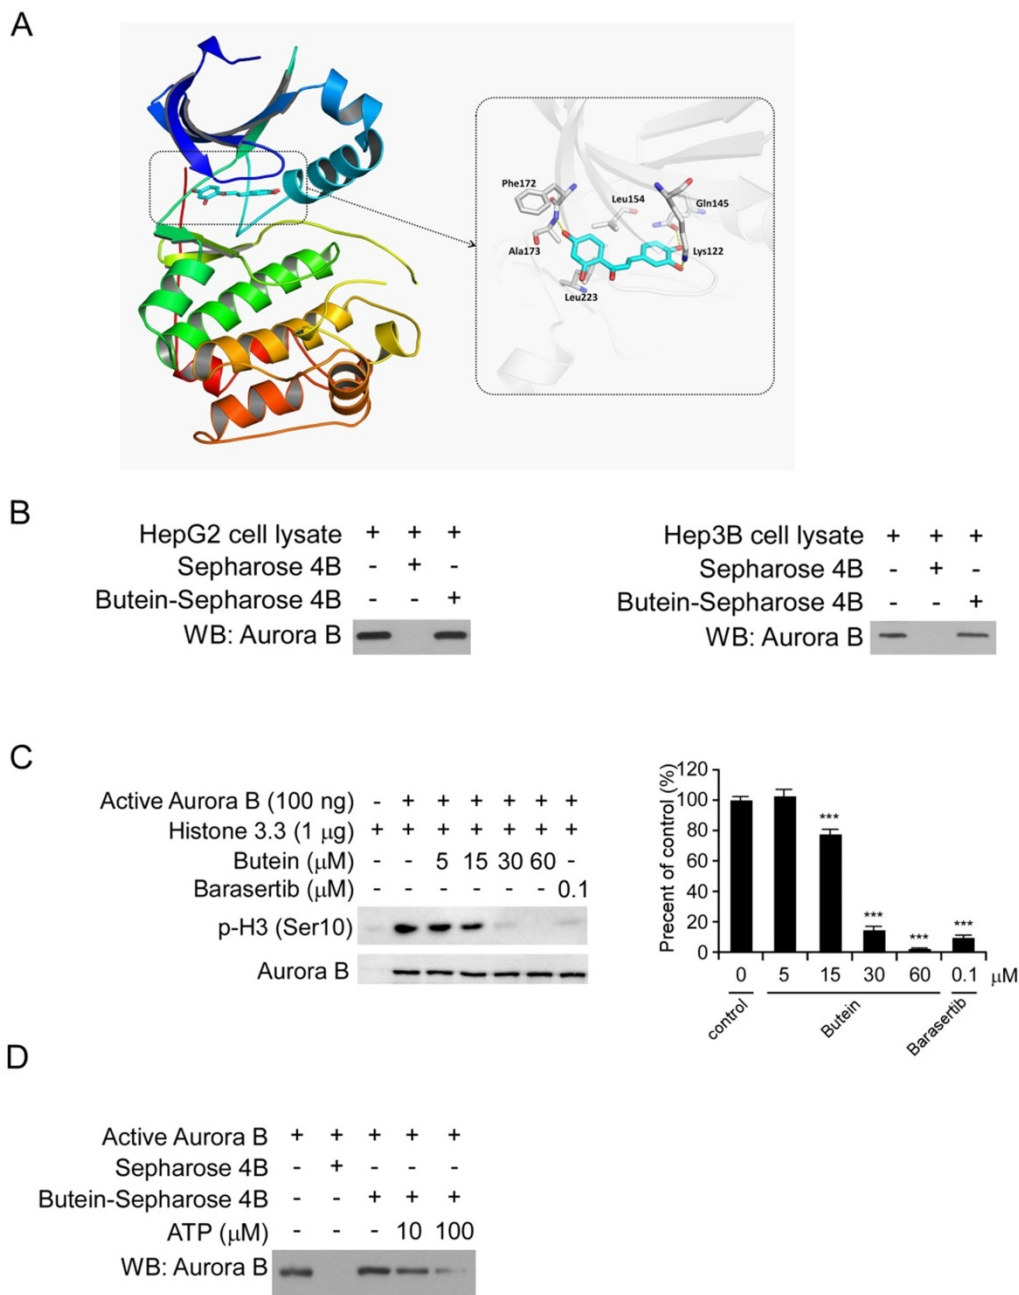 A
Phe172
Leu154
Gln145
Ala173
Lys122
Leu223
B
HepG2 cell lysate + + +
Sepharose 4B - + -
Butein-Sepharose 4B - - +
WB: Aurora B
Hep3B cell lysate + + +
Sepharose 4B - + -
Butein-Sepharose 4B - - +
WB: Aurora B
C
Active Aurora B (100 ng) - + + + + + +
Histone 3.3 (1 μg) + + + + + + +
Butein (μM) - - 5 15 30 60 -
Barasertib (μM) - - - - - - 0.1
p-H3 (Ser10)
Aurora B
Precent of control (%)
120
100
80
60
40
20
0
***
***
***
***
0 5 15 30 60 0.1 μM
control
Butein
Barasertib
D
Active Aurora B + + + + +
Sepharose 4B - + - - -
Butein-Sepharose 4B - - + + +
ATP (μM) - - - 10 100
WB: Aurora B